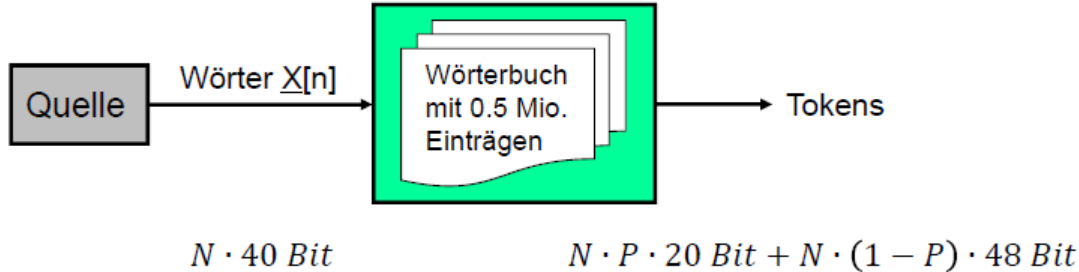 Quelle
Wörter X[n]
Wörterbuch
mit 0.5 Mio.
Einträgen
Tokens
N · 40 Bit
N · P · 20 Bit + N · (1 − P) · 48 Bit